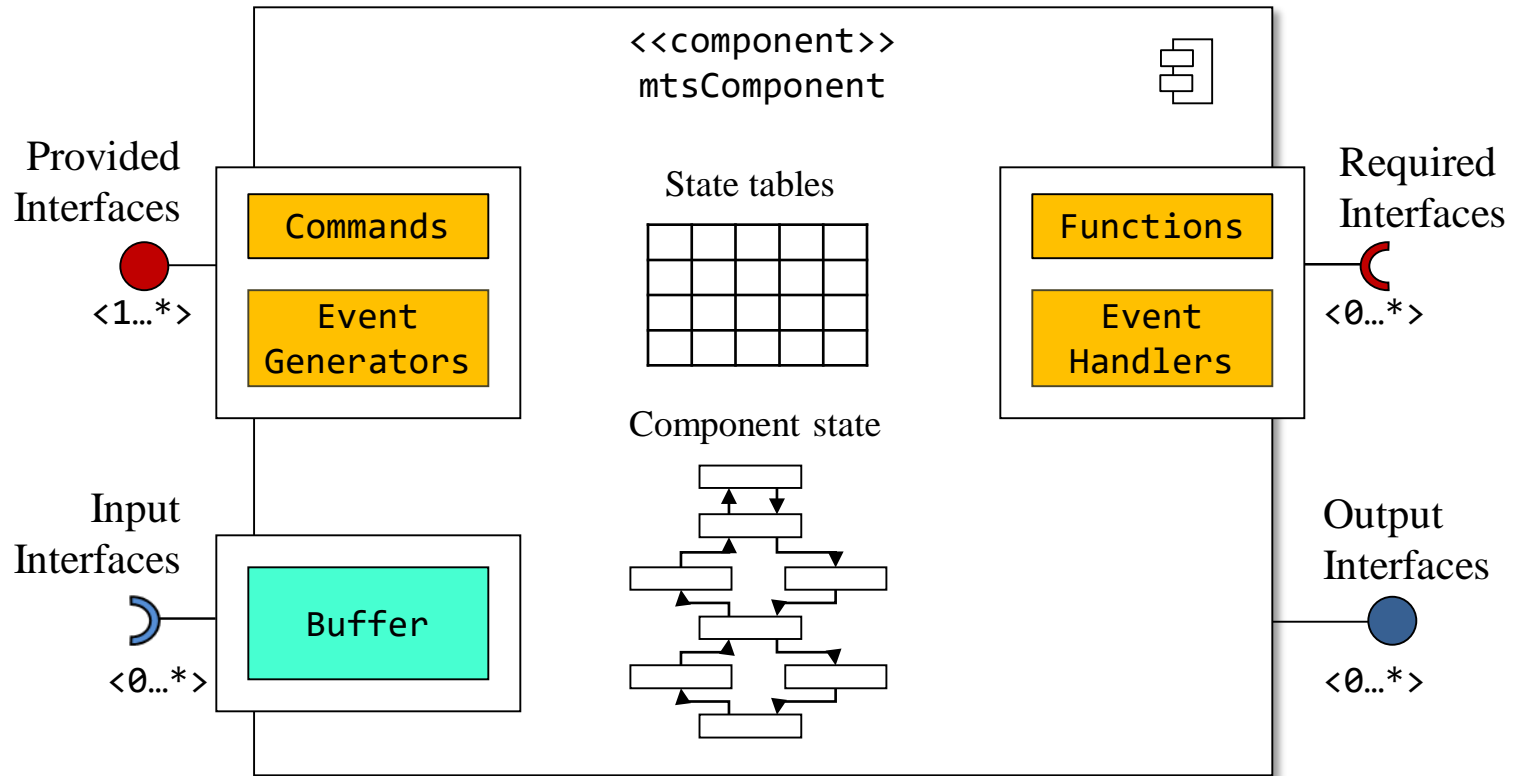 <<component>>
mtsComponent
Provided
Interfaces
<1…*>
Commands
Event
Generators
State tables
Functions
Event
Handlers
Required
Interfaces
<0…*>
Component state
Input
Interfaces
<0…*>
Buffer
Output
Interfaces
<0…*>